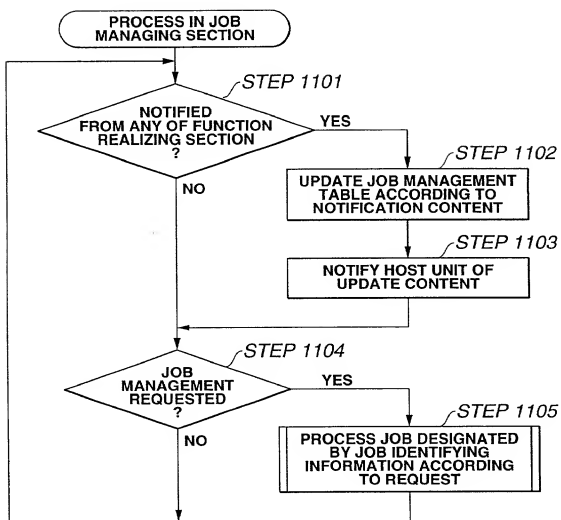 PROCESS IN JOB
MANAGING SECTION
STEP 1101
NOTIFIED
FROM ANY OF FUNCTION
REALIZING SECTION
?
YES
NO
STEP 1102
UPDATE JOB MANAGEMENT
TABLE ACCORDING TO
NOTIFICATION CONTENT
STEP 1103
NOTIFY HOST UNIT OF
UPDATE CONTENT
STEP 1104
JOB
MANAGEMENT
REQUESTED
?
YES
NO
STEP 1105
PROCESS JOB DESIGNATED
BY JOB IDENTIFYING
INFORMATION ACCORDING
TO REQUEST